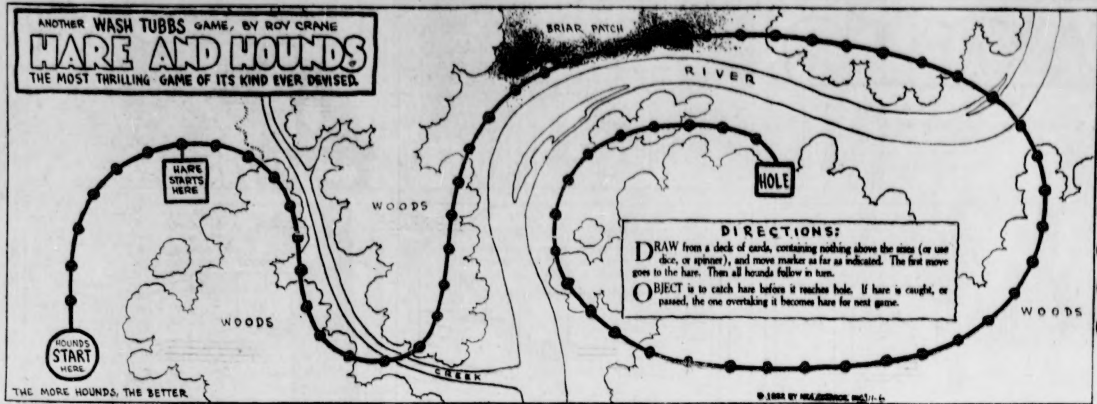 ANOTHER WASH TUBBS GAME, BY ROY CRANE
HARE AND HOUNDS
THE MOST THRILLING GAME OF ITS KIND EVER DEVISED.
BRIAR PATCH
RIVER
HARE
STARTS
HERE
HOLE
WOODS
DIRECTIONS:
DRAW from a deck of cards, containing nothing above the sixes (or use
dice, or spinner), and move marker as far as indicated. The first move
goes to the hare. Then all hounds follow in turn.
OBJECT is to catch hare before it reaches hole. If hare is caught, or
passed, the one overtaking it becomes hare for next game.
WOODS
WOODS
HOUNDS
START
HERE
CREEK
THE MORE HOUNDS, THE BETTER
BY NEA SERVICE, INC.